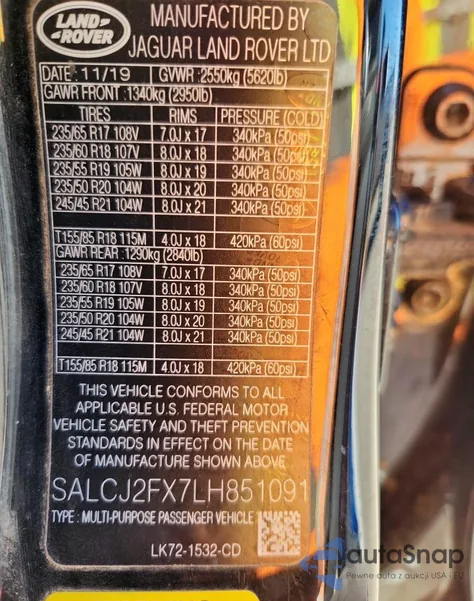 LAND-
ROVER
MANUFACTURED BY
JAGUAR LAND ROVER LTD
DATE: 11/19 GVWR: 2550kg (5620lb)
GAWR FRONT: 1340kg (2950lb)
TIRES RIMS PRESSURE (COLD)
235/65 R17 108V 7.0J x 17 340kPa (50psi)
235/60 R18 107V 8.0J x 18 340kPa (50psi)
235/55 R19 105W 8.0J x 19 340kPa (50psi)
235/50 R20 104W 8.0J x 20 340kPa (50psi)
245/45 R21 104W 8.0J x 21 340kPa (50psi)
T155/85 R18 115M 4.0J x 18 420kPa (60psi)
GAWR REAR: 1290kg (2840lb)
235/65 R17 108V 7.0J x 17 340kPa (50psi)
235/60 R18 107V 8.0J x 18 340kPa (50psi)
235/55 R19 105W 8.0J x 19 340kPa (50psi)
235/50 R20 104W 8.0J x 20 340kPa (50psi)
245/45 R21 104W 8.0J x 21 340kPa (50psi)
T155/85 R18 115M 4.0J x 18 420kPa (60psi)
THIS VEHICLE CONFORMS TO ALL
APPLICABLE U.S. FEDERAL MOTOR
VEHICLE SAFETY AND THEFT PREVENTION
STANDARDS IN EFFECT ON THE DATE
OF MANUFACTURE SHOWN ABOVE
SALCJ2FX7LH851091
TYPE : MULTI-PURPOSE PASSENGER VEHICLE
LK72-1532-CD
autaSnap
Pewne auta z aukcji USA i EU